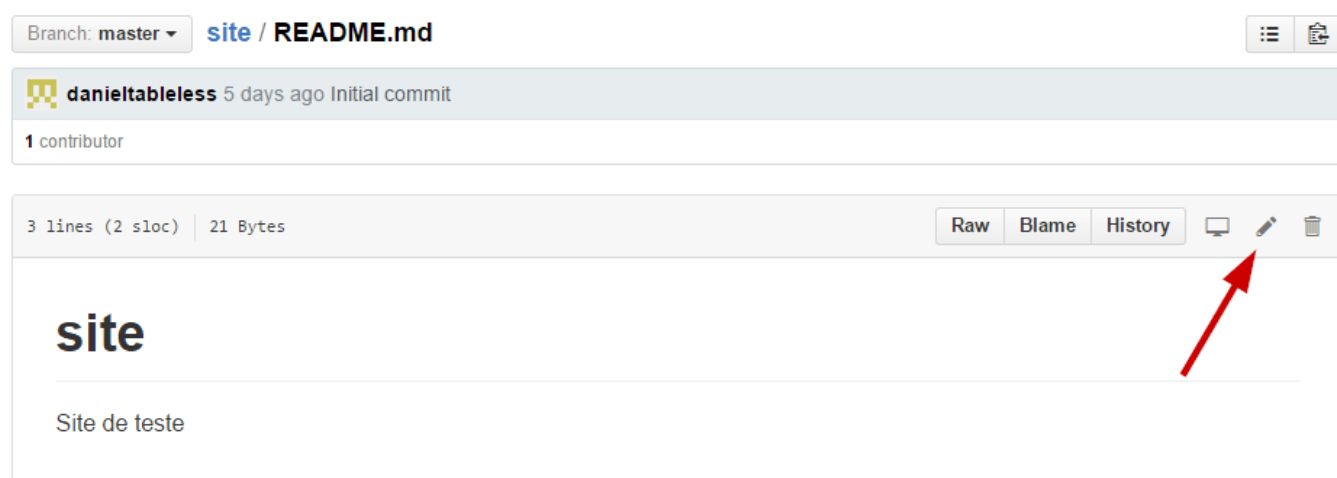 Branch: master site / README.md
danieltableless 5 days ago Initial commit
1 contributor
3 lines (2 sloc) 21 Bytes Raw Blame History
site
Site de teste